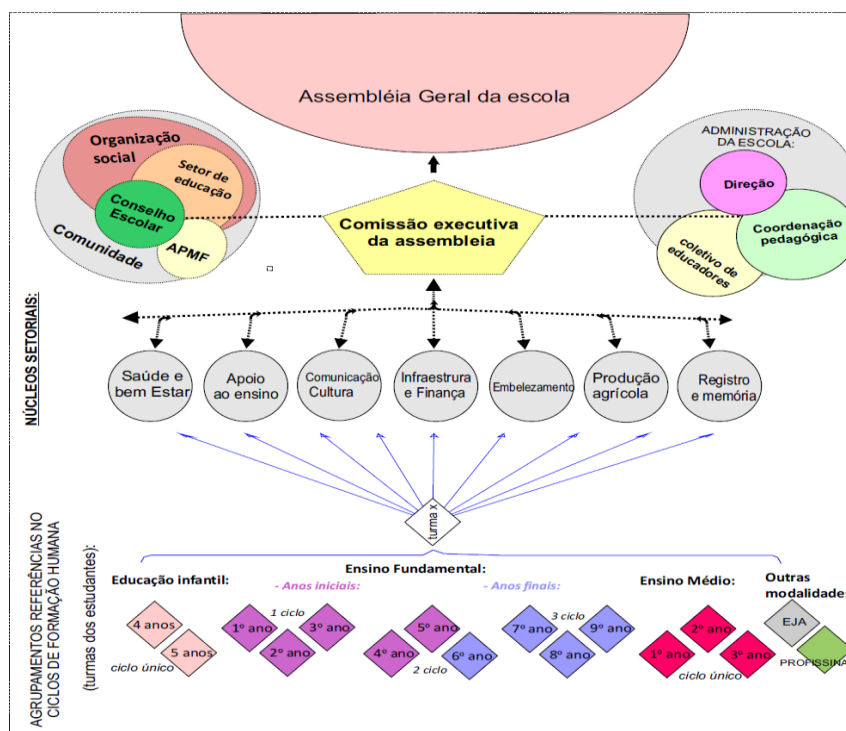 Assembléia Geral da escola
Organização
social
Setor de
educação
Conselho
Escolar
APMF
Comunidade
Comissão executiva
da assembleia
ADMINISTRAÇÃO
DA ESCOLA:
Direção
Coordenação
pedagógica
coletivo de
educadores
NÚCLEOS SETORIAIS:
Saúde e
bem Estar
Apoio
ao ensino
Comunicação
Cultura
Infraestrura
e Finança
Embelezamento
Produção
agrícola
Registro
e memória
turma x
AGRUPAMENTOS REFERÊNCIAS NO
CICLOS DE FORMAÇÃO HUMANA
(turmas dos estudantes):
Educação infantil:
4 anos
5 anos
ciclo único
Ensino Fundamental:
- Anos iniciais:
1 ciclo
1º ano
2º ano
3º ano
4º ano
5º ano
6º ano
2 ciclo
- Anos finais:
3 ciclo
7º ano
8º ano
9º ano
Ensino Médio:
1º ano
2º ano
3º ano
ciclo único
Outras
modalidades
EJA
PROFISSINA